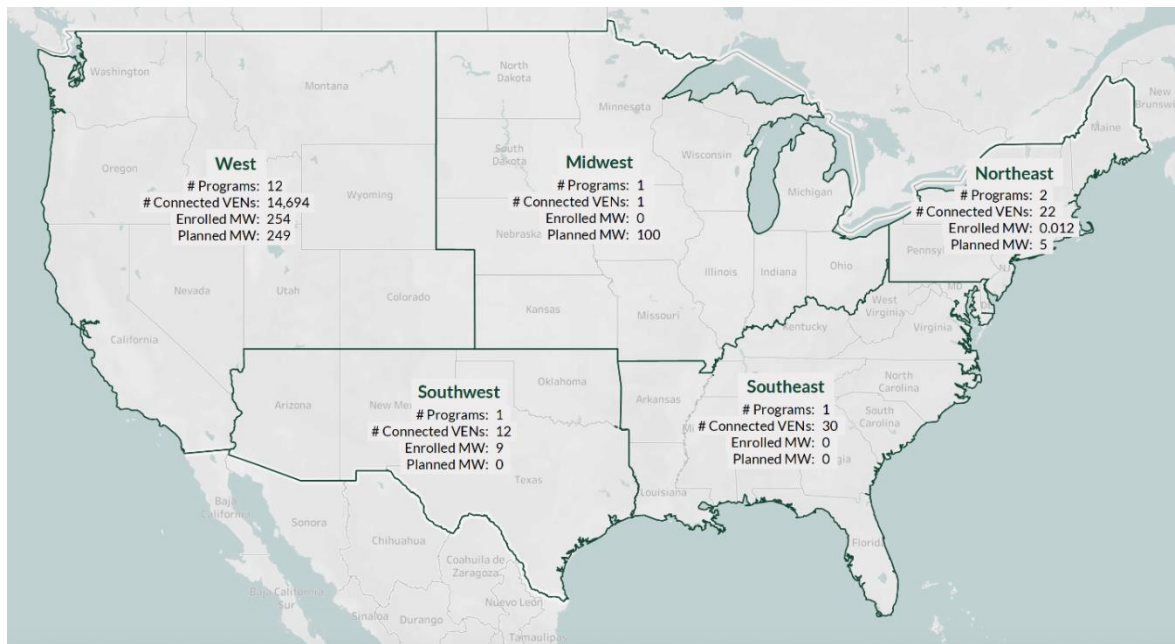 Washington
Montana
North
Dakota
Minnesota
Oregon
West
# Programs: 12
# Connected VENs: 14,694
Enrolled MW: 254
Planned MW: 249
Wyoming
South
Dakota
Nebraska
Midwest
# Programs: 1
# Connected VENs: 1
Enrolled MW: 0
Planned MW: 100
Wisconsin
Michigan
Northeast
# Programs: 2
# Connected VENs: 22
Enrolled MW: 0.012
Planned MW: 5
Maine
New
Brunsw
Nevada
Utah
Colorado
California
Kansas
Missouri
Illinois
Indiana
Ohio
Pennsylv
NJ
MD
DE
West
Virginia
Virginia
Kentucky
Arizona
New Me
Oklahoma
Southwest
# Programs: 1
# Connected VENs: 12
Enrolled MW: 9
Planned MW: 0
Texas
Arkansas
Mi
Louisiana
Southeast
# Programs: 1
# Connected VENs: 30
Enrolled MW: 0
Planned MW: 0
North
Carolina
South
Carolina
gia
Florida
Baja
California
Sonora
Chihuahua
Coahuila de
Zaragoza
Baja California
Sur
Sinaloa
Durango
Nuevo León
Tamaulipas